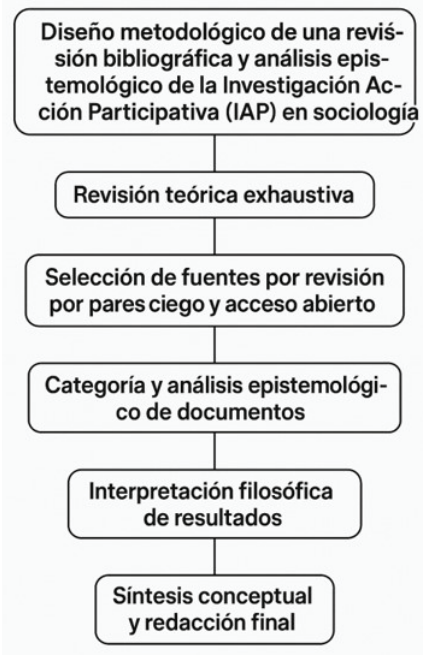 Diseño metodológico de una reviś-
sión bibliográfica y análisis epis-
temológico de la Investigación Ac-
ción Participativa (IAP) en sociología
Revisión teórica exhaustiva
Selección de fuentes por revisión
por pares ciego y acceso abierto
Categoría y análisis epistemológi-
co de documentos
Interpretación filosófica
de resultados
Síntesis conceptual
y redacción final